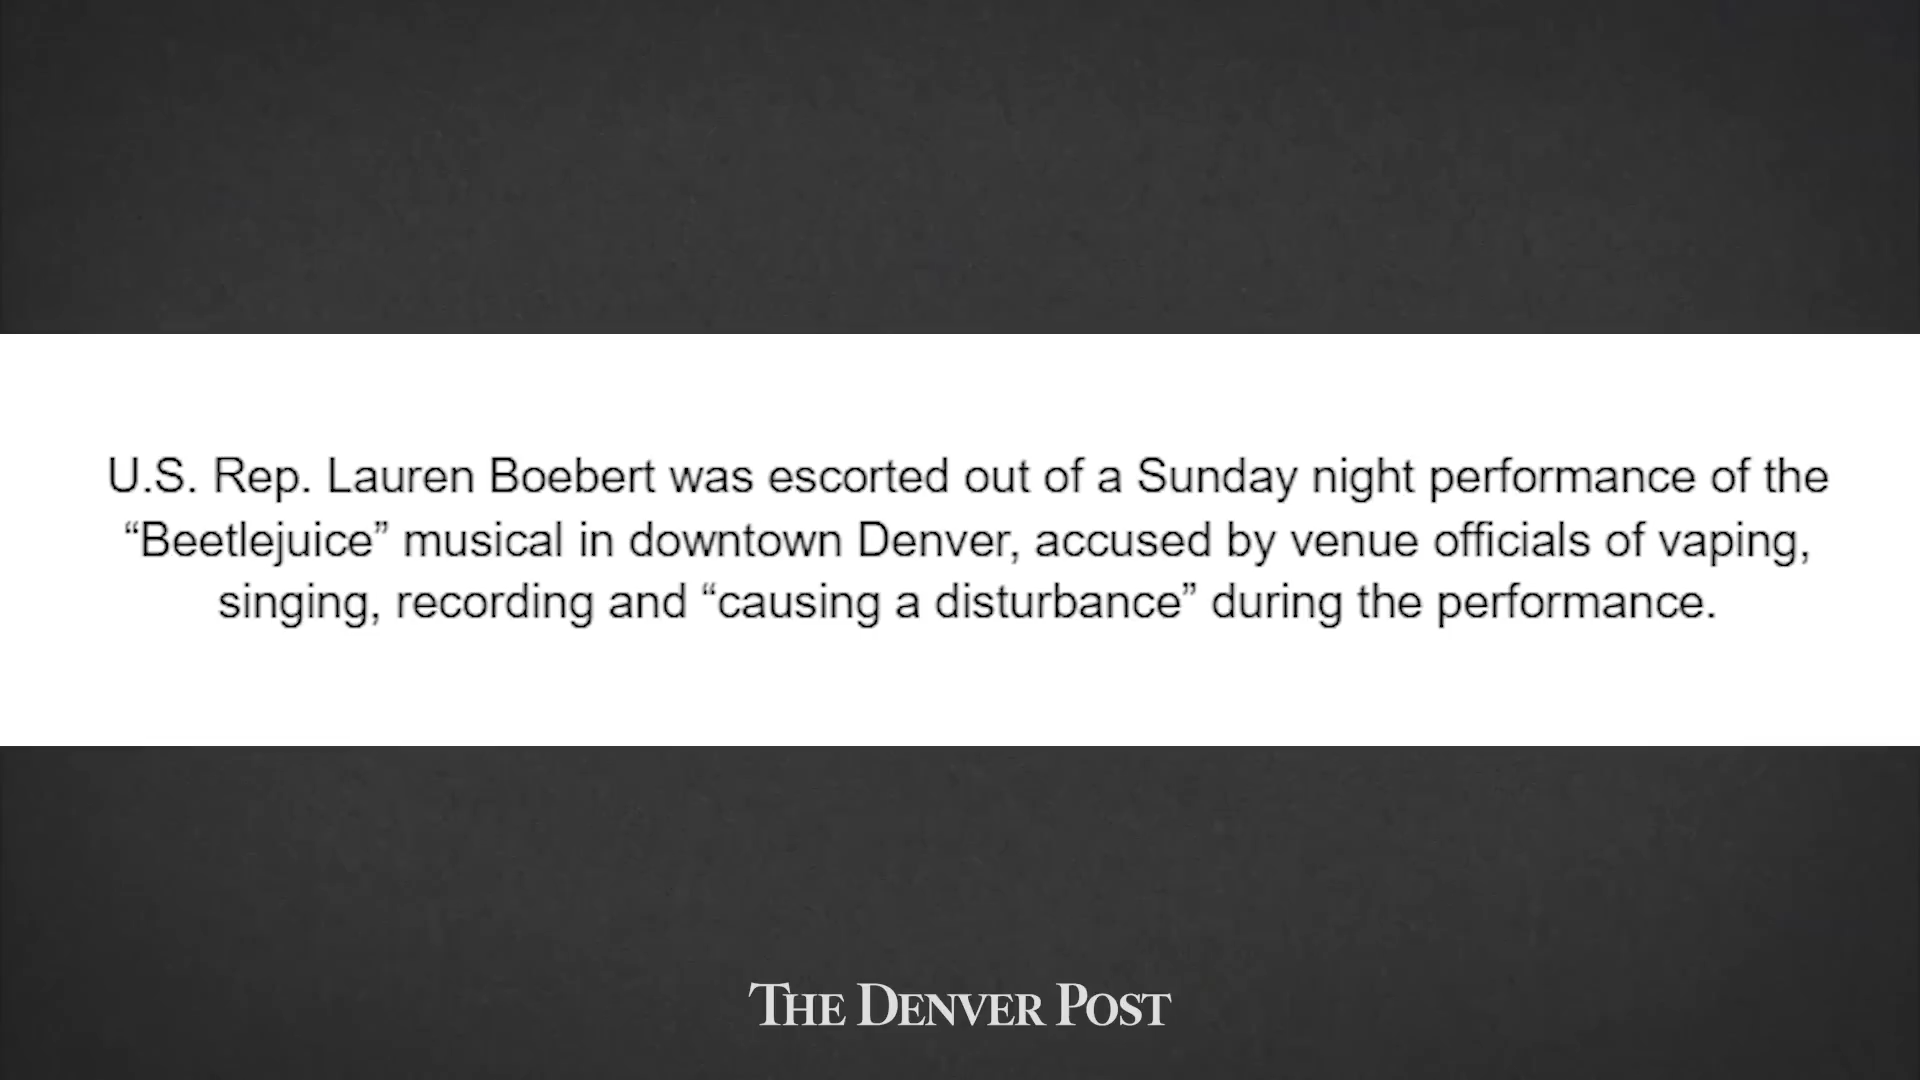 U.S. Rep. Lauren Boebert was escorted out of a Sunday night performance of the
“Beetlejuice” musical in downtown Denver, accused by venue officials of vaping,
singing, recording and “causing a disturbance” during the performance.
THE DENVER POST